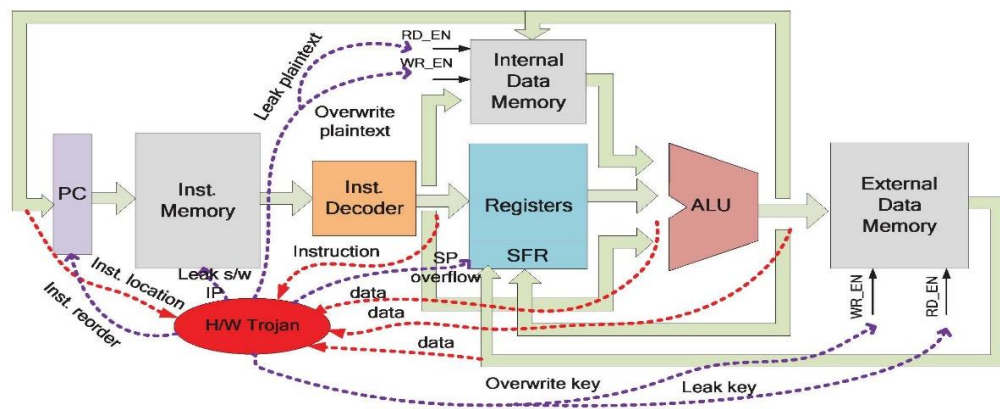 RD_EN
WR_EN
Internal
Data
Memory
Leak plaintext
Overwrite
plaintext
PC
Inst.
Memory
Inst.
Decoder
Registers
SFR
ALU
External
Data
Memory
Instruction
SP
overflow
Leak s/w
IP
Inst. location
Inst. reorder
data
data
data
H/W Trojan
WR_EN
RD_EN
Overwrite key
Leak key